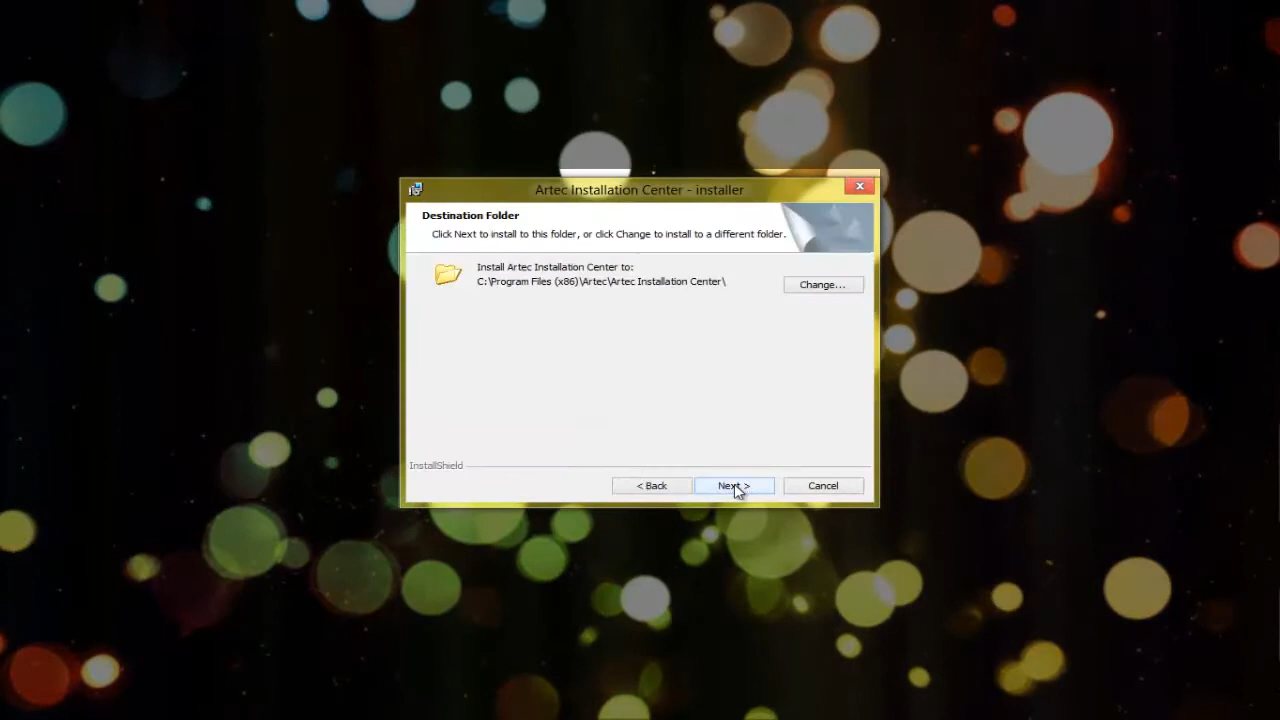 Artec Installation Center - installer
Destination Folder
Click Next to install to this folder, or click Change to install to a different folder.
Install Artec Installation Center to:
C:\Program Files (x86)\Artec\Artec Installation Center\
Change...
InstallShield
< Back
Next >
Cancel